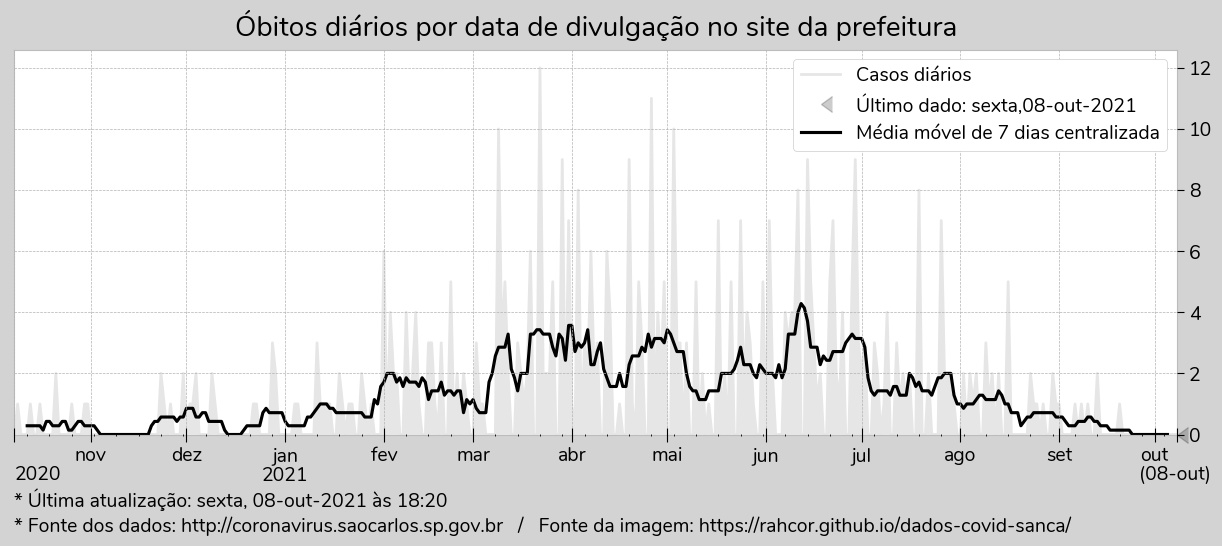 Óbitos diários por data de divulgação no site da prefeitura
Casos diários
Último dado: sexta,08-out-2021
Média móvel de 7 dias centralizada
12
10
8
6
4
2
0
nov dez jan fev mar abr mai jun jul ago set out
2020 2021 (08-out)
* Última atualização: sexta, 08-out-2021 às 18:20
* Fonte dos dados: http://coronavirus.saocarlos.sp.gov.br / Fonte da imagem: https://rahcor.github.io/dados-covid-sanca/